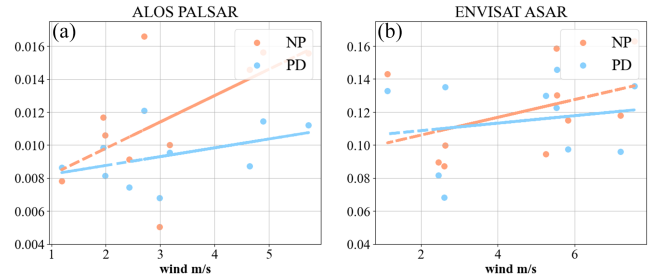 ALOS PALSAR
(a)
NP
PD
0.016
0.014
0.012
0.010
0.008
0.006
0.004
1 2 3 4 5
wind m/s
ENVISAT ASAR
(b)
NP
PD
0.16
0.14
0.12
0.10
0.08
0.06
0.04
2 4 6
wind m/s